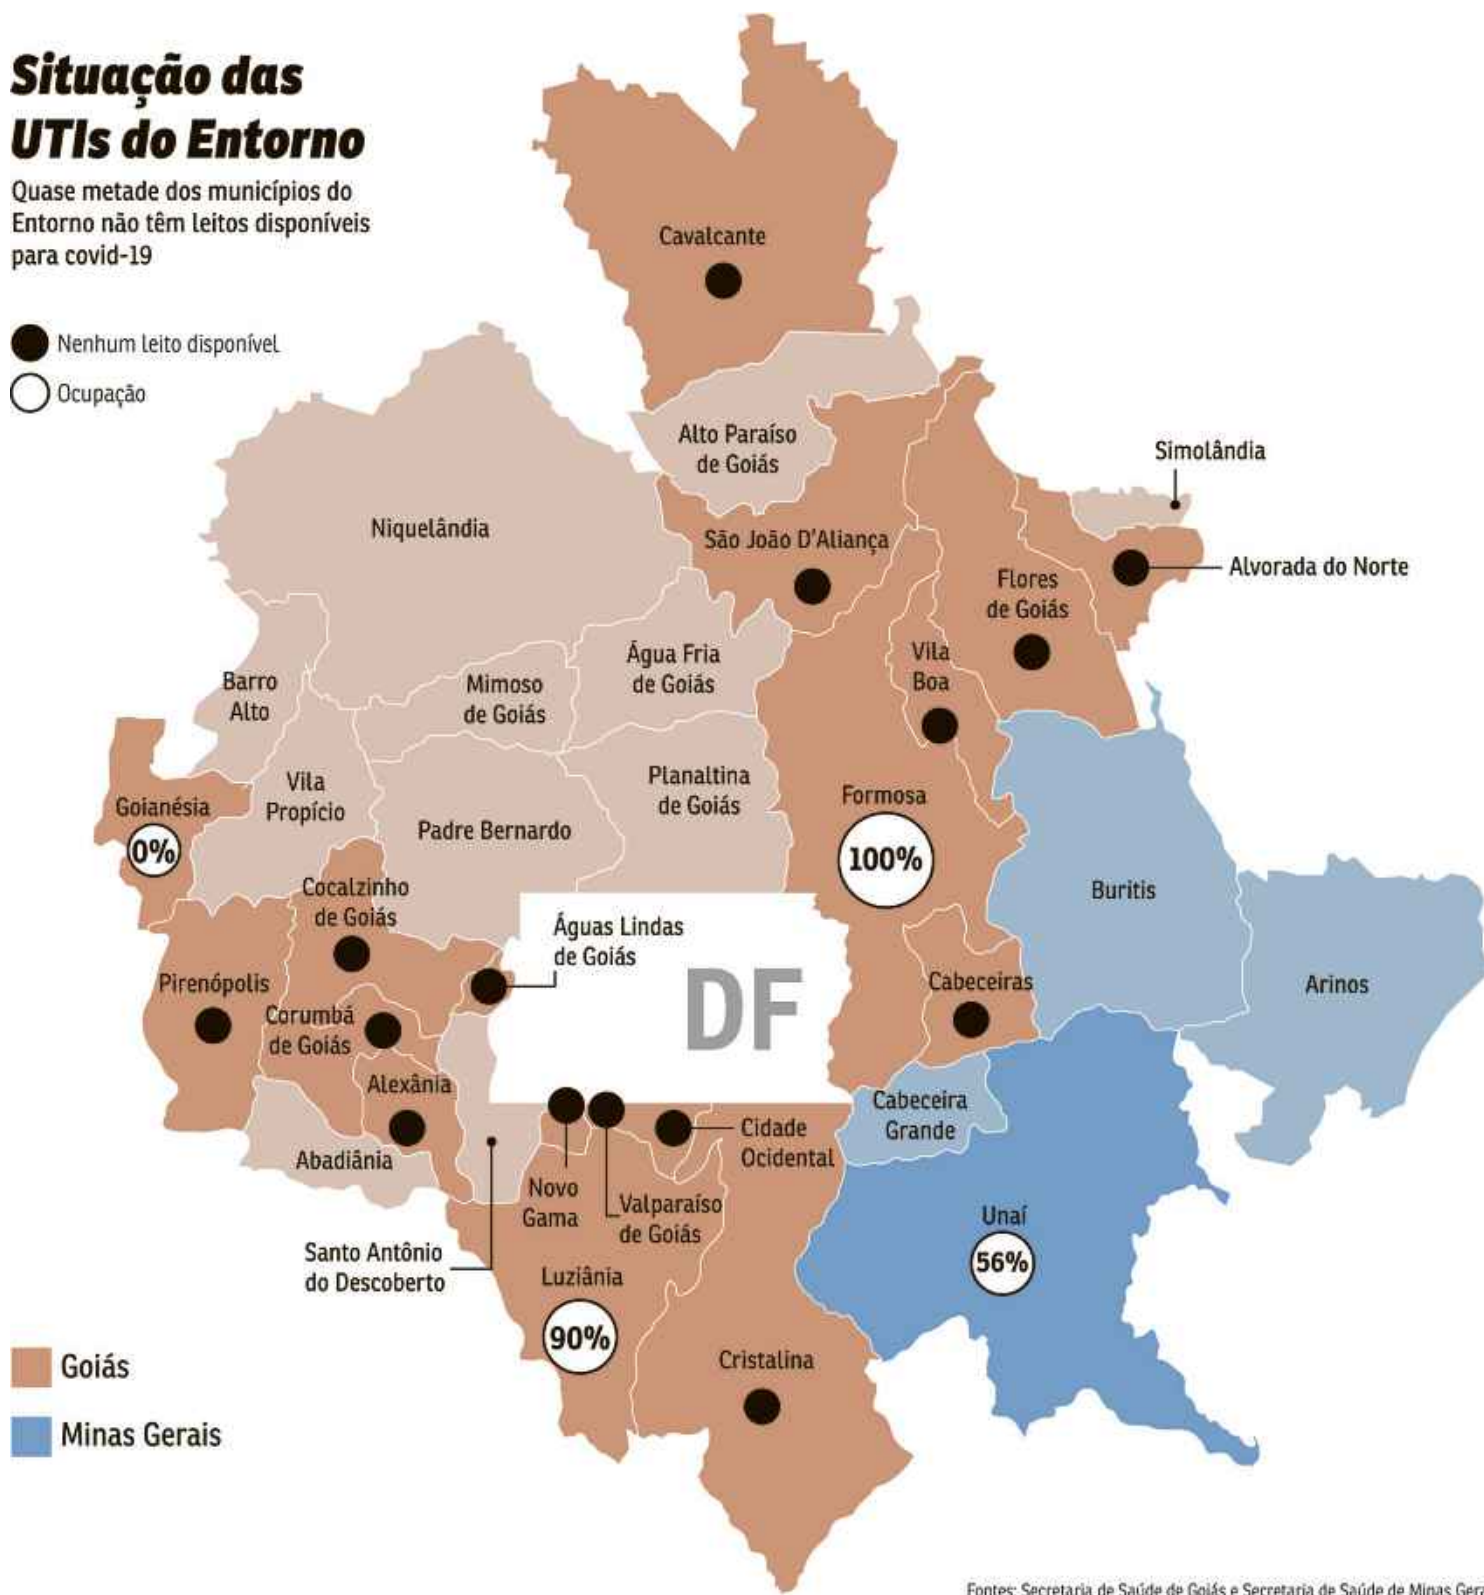 Situação das
UTIs do Entorno
Quase metade dos municípios do
Entorno não têm leitos disponíveis
para covid-19
Nenhum leito disponível
Ocupação
Cavalcante
Alto Paraíso
de Goiás
Simolândia
Niquelândia
São João D'Aliança
Alvorada do Norte
Flores
de Goiás
Água Fria
de Goiás
Vila
Boa
Barro
Alto
Mimoso
de Goiás
Vila
Propício
Planaltina
de Goiás
Goianésia
0%
Padre Bernardo
Formosa
100%
Buritis
Cocalzinho
de Goiás
Águas Lindas
de Goiás
DF
Pirenópolis
Cabeceiras
Arinos
Corumbá
de Goiás
Alexânia
Cabeceira
Grande
Cidade
Ocidental
Abadiânia
Novo
Gama
Valparaíso
de Goiás
Unaí
56%
Santo Antônio
do Descoberto
Luziânia
90%
Cristalina
Goiás
Minas Gerais
Fontes: Secretaria de Saúde de Goiás e Secretaria de Saúde de Minas Gera